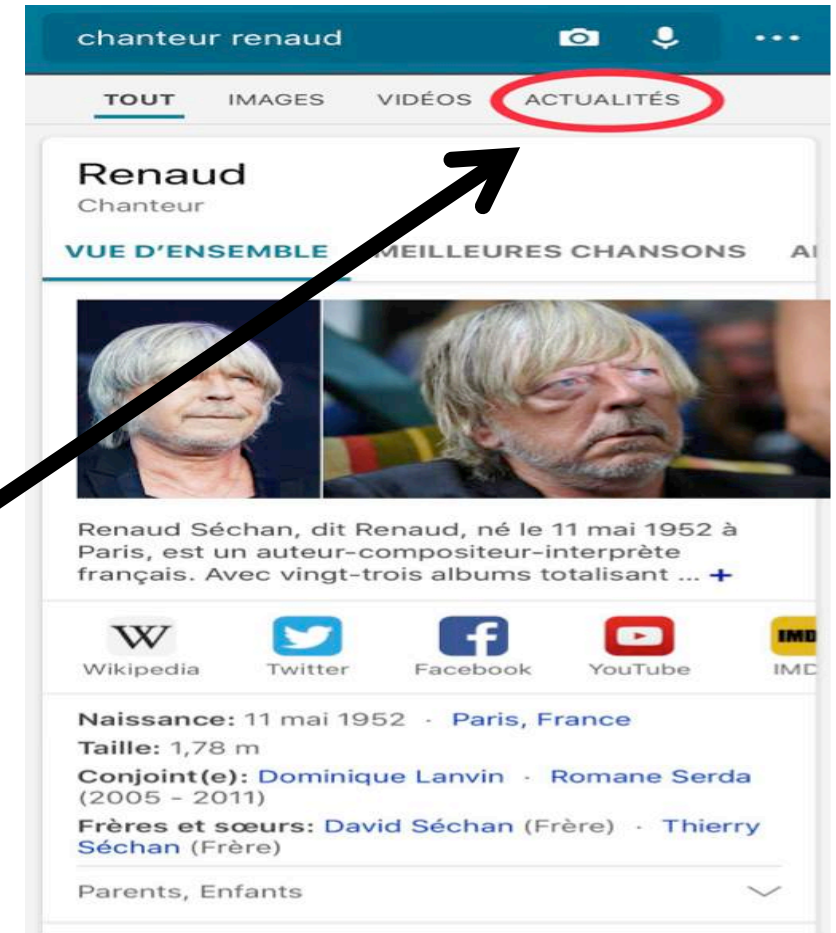 chanteur renaud
TOUT IMAGES VIDÉOS ACTUALITÉS
Renaud
Chanteur
VUE D'ENSEMBLE MEILLEURES CHANSONS
Renaud Séchan, dit Renaud, né le 11 mai 1952 à
Paris, est un auteur-compositeur-interprète
français. Avec vingt-trois albums totalisant ... +
W
f
IMD
Wikipedia Twitter Facebook YouTube IMD
Naissance: 11 mai 1952 · Paris, France
Taille: 1,78 m
Conjoint(e): Dominique Lanvin · Romane Serda
(2005 - 2011)
Frères et sœurs: David Séchan (Frère) · Thierry
Séchan (Frère)
Parents, Enfants